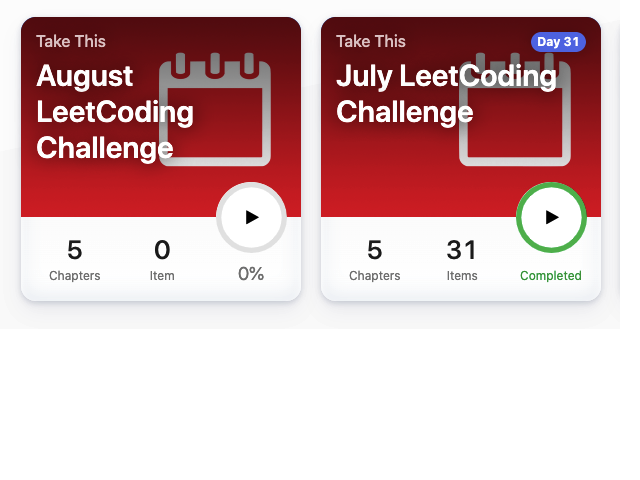 Take This
August
LeetCoding
Challenge
5
Chapters
0
Item
0%
Take This
Day 31
July LeetCoding
Challenge
5
Chapters
31
Items
Completed